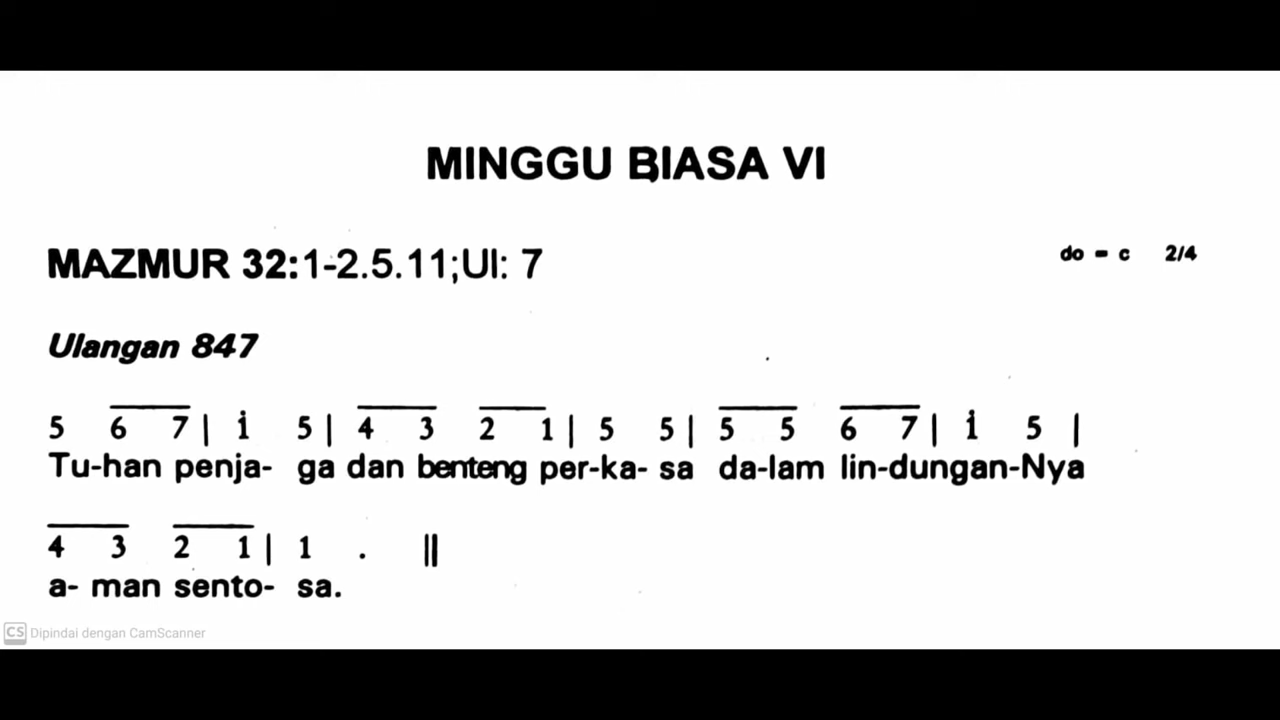 MINGGU BIASA VI
MAZMUR 32:1-2.5.11;Ul: 7 do = c 2/4
Ulangan 847
5 6 7 | i 5 | 4 3 2 1 | 5 5 | 5 5 6 7 | i 5 |
Tu-han penja- ga dan benteng per-ka- sa da-lam lin-dungan-Nya
4 3 2 1 | 1 . ||
a- man sento- sa.
CS Dipindai dengan CamScanner